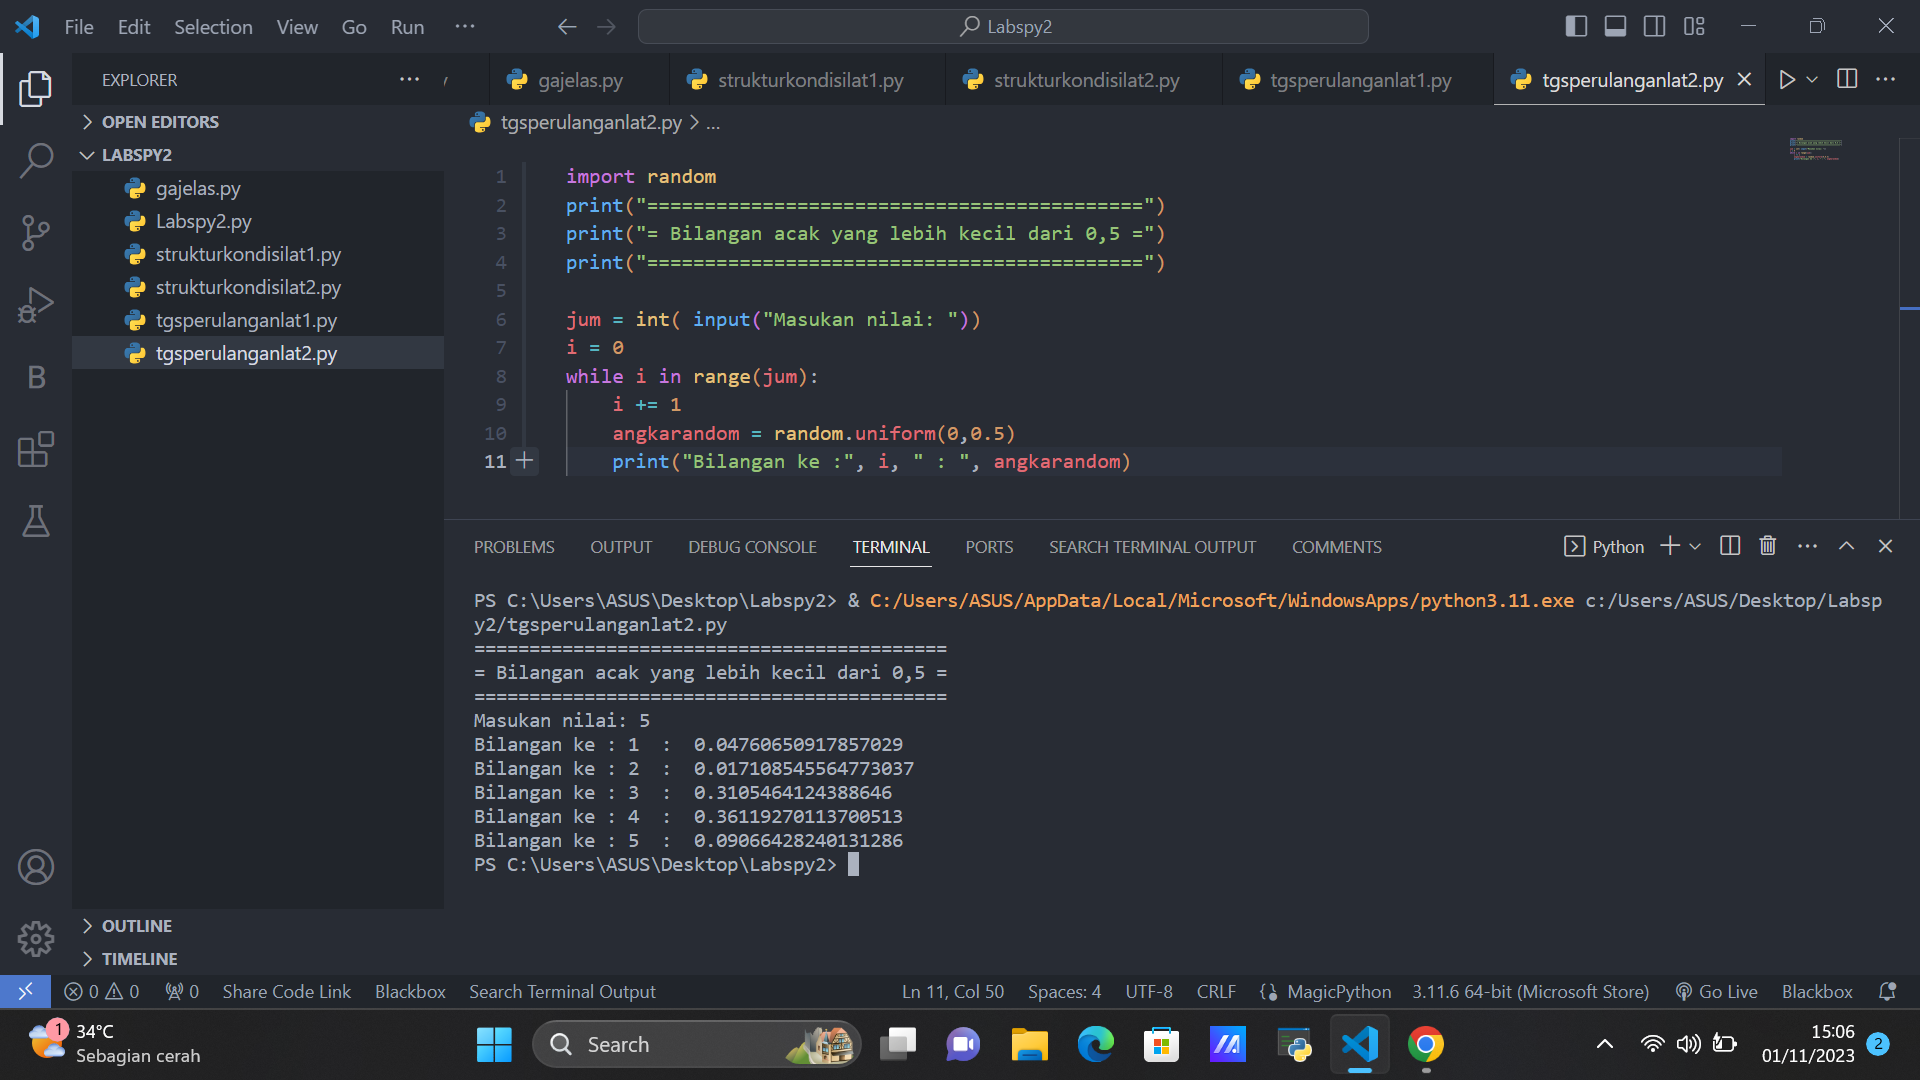 File Edit Selection View Go Run ··· Labspy2
EXPLORER ··· gajelas.py strukturkondisilat1.py strukturkondisilat2.py tgsperulanganlat1.py tgsperulanganlat2.py
OPEN EDITORS
LABSPY2
gajelas.py
Labspy2.py
strukturkondisilat1.py
strukturkondisilat2.py
tgsperulanganlat1.py
tgsperulanganlat2.py
OUTLINE
TIMELINE
tgsperulanganlat2.py > ...
1 import random
2 print("===========================================")
3 print("= Bilangan acak yang lebih kecil dari 0,5 =")
4 print("===========================================")
5
6 jum = int( input("Masukan nilai: "))
7 i = 0
8 while i in range(jum):
9     i += 1
10     angkarandom = random.uniform(0,0.5)
11     print("Bilangan ke :", i, " : ", angkarandom)
PROBLEMS OUTPUT DEBUG CONSOLE TERMINAL PORTS SEARCH TERMINAL OUTPUT COMMENTS Python
PS C:\Users\ASUS\Desktop\Labspy2> & C:/Users/ASUS/AppData/Local/Microsoft/WindowsApps/python3.11.exe c:/Users/ASUS/Desktop/Labsp
y2/tgsperulanganlat2.py
===========================================
= Bilangan acak yang lebih kecil dari 0,5 =
===========================================
Masukan nilai: 5
Bilangan ke : 1  :  0.04760650917857029
Bilangan ke : 2  :  0.017108545564773037
Bilangan ke : 3  :  0.3105464124388646
Bilangan ke : 4  :  0.36119270113700513
Bilangan ke : 5  :  0.09066428240131286
PS C:\Users\ASUS\Desktop\Labspy2>
0 0 0 Share Code Link Blackbox Search Terminal Output Ln 11, Col 50 Spaces: 4 UTF-8 CRLF MagicPython 3.11.6 64-bit (Microsoft Store) Go Live Blackbox
1 34°C
Sebagian cerah
Search
15:06
01/11/2023
2